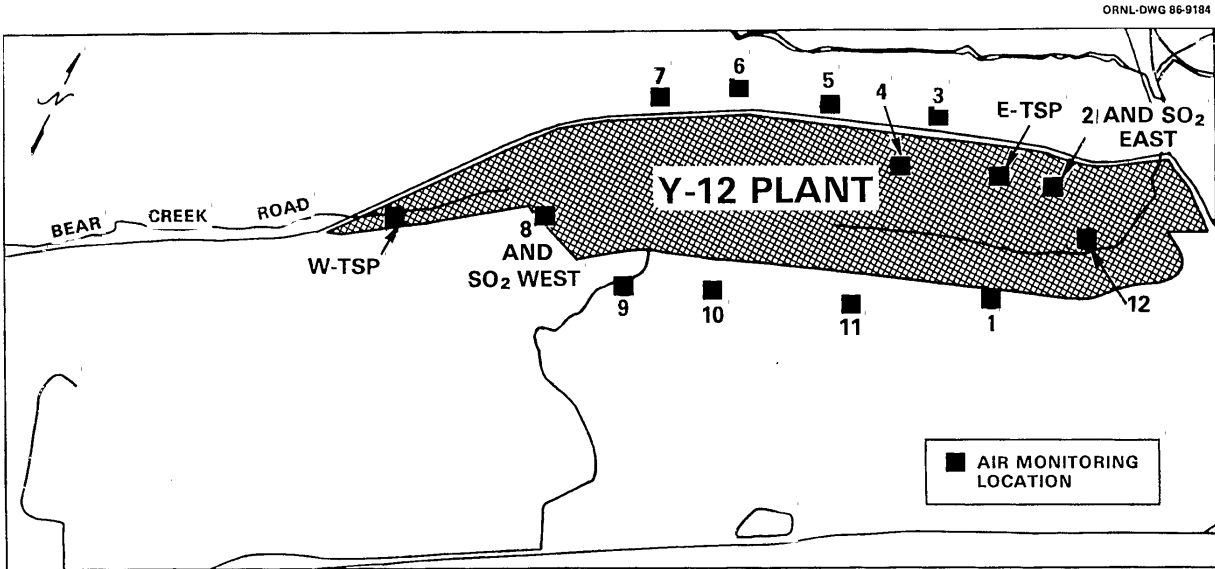 ORNL-DWG 86-9184
N
7
6
5
4
3
E-TSP
2 AND SO₂
EAST
Y-12 PLANT
BEAR CREEK ROAD
W-TSP
8
AND
SO₂ WEST
9
10
11
1
12
AIR MONITORING
LOCATION